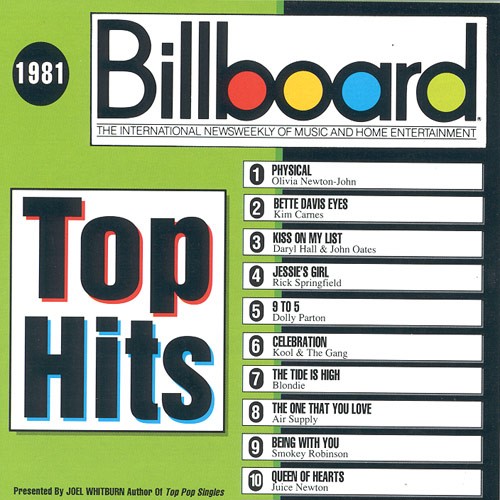 1981
Billboard
THE INTERNATIONAL NEWSWEEKLY OF MUSIC AND HOME ENTERTAINMENT
Top
Hits
1 PHYSICAL
Olivia Newton-John
2 BETTE DAVIS EYES
Kim Carnes
3 KISS ON MY LIST
Daryl Hall & John Oates
4 JESSIE'S GIRL
Rick Springfield
5 9 TO 5
Dolly Parton
6 CELEBRATION
Kool & The Gang
7 THE TIDE IS HIGH
Blondie
8 THE ONE THAT YOU LOVE
Air Supply
9 BEING WITH YOU
Smokey Robinson
10 QUEEN OF HEARTS
Juice Newton
Presented By JOEL WHITBURN Author Of Top Pop Singles